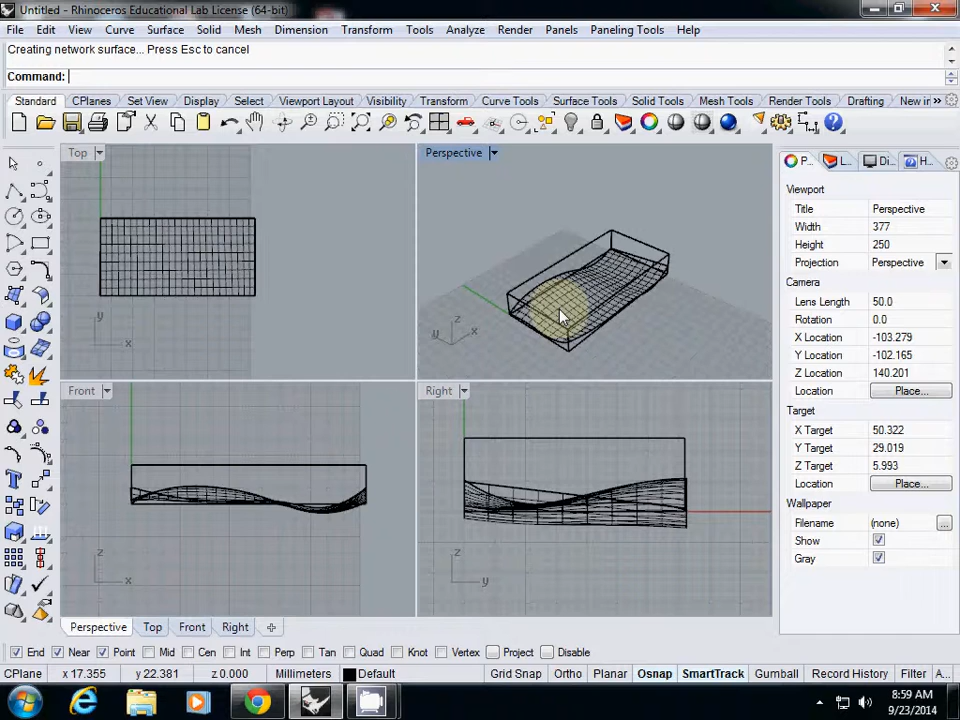 Untitled - Rhinoceros Educational Lab License (64-bit)
File Edit View Curve Surface Solid Mesh Dimension Transform Tools Analyze Render Panels Paneling Tools Help
Creating network surface... Press Esc to cancel
Command:
Standard CPlanes Set View Display Select Viewport Layout Visibility Transform Curve Tools Surface Tools Solid Tools Mesh Tools Render Tools Drafting New in »
Top
Perspective
P... L... Di... H...
Viewport
Title Perspective
Width 377
Height 250
Projection Perspective
Camera
Lens Length 50.0
Rotation 0.0
X Location -103.279
Y Location -102.165
Z Location 140.201
Location Place...
Target
X Target 50.322
Y Target 29.019
Z Target 5.993
Location Place...
Wallpaper
Filename (none) ...
Show
Gray
y
x
z
y
x
Front
Right
z
x
z
y
Perspective Top Front Right
End Near Point Mid Cen Int Perp Tan Quad Knot Vertex Project Disable
CPlane x 17.355 y 22.381 z 0.000 Millimeters Default Grid Snap Ortho Planar Osnap SmartTrack Gumball Record History Filter A...
8:59 AM
9/23/2014